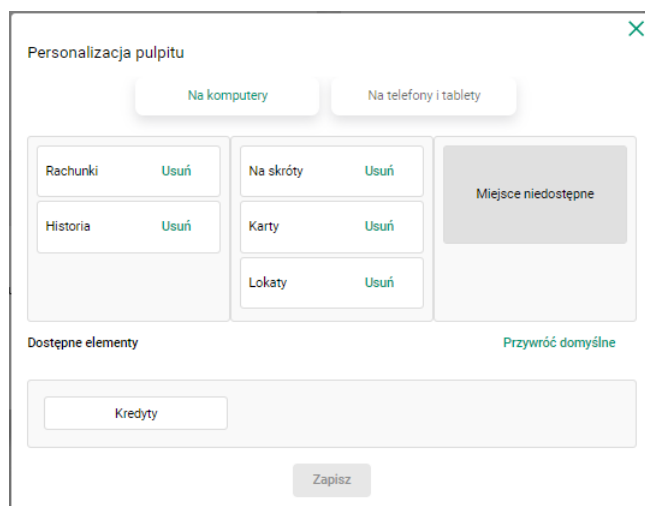 Personalizacja pulpitu
Na komputery
Na telefony i tablety
Rachunki Usuń
Historia Usuń
Na skróty Usuń
Karty Usuń
Lokaty Usuń
Miejsce niedostępne
Dostępne elementy
Przywróć domyślne
Kredyty
Zapisz